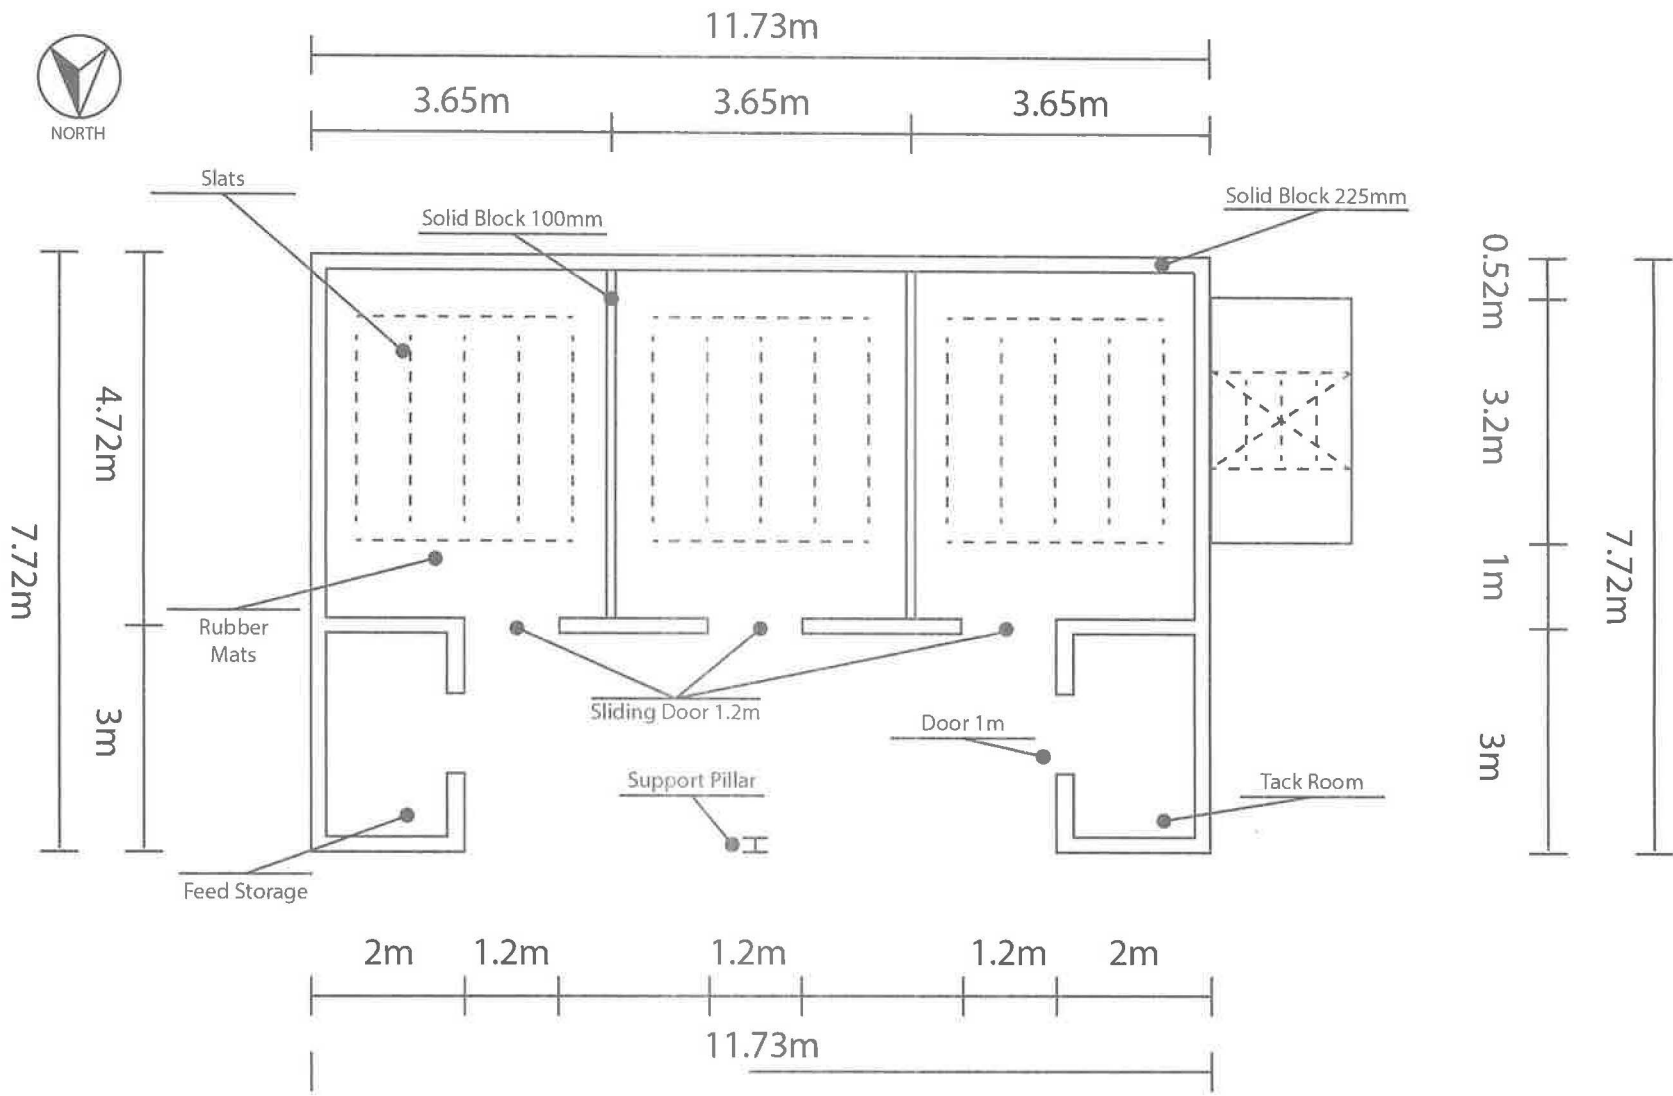 11.73m
3.65m 3.65m 3.65m
NORTH
Slats
Solid Block 100mm
Solid Block 225mm
0.52m
4.72m
3.2m
7.72m
1m
7.72m
Rubber
Mats
Sliding Door 1.2m
Door 1m
3m
3m
Support Pillar
Tack Room
Feed Storage
2m 1.2m 1.2m 1.2m 2m
11.73m